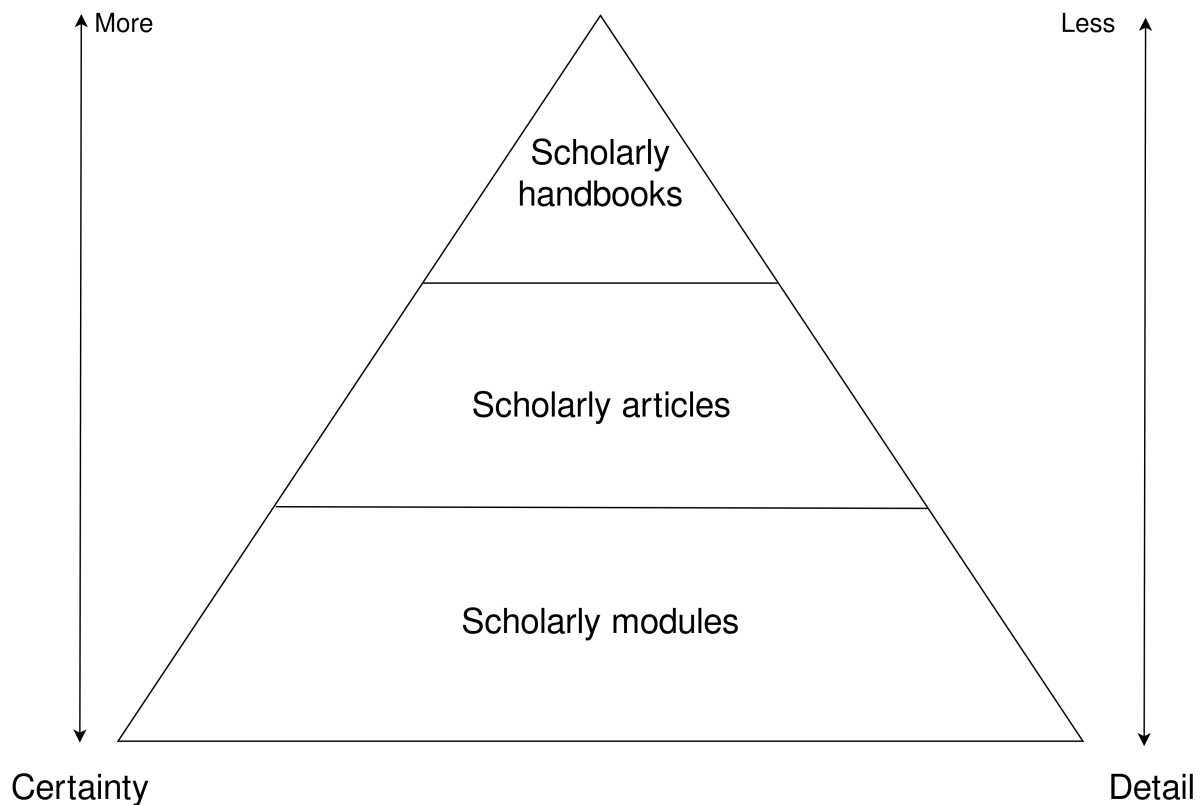 More
Less
Scholarly
handbooks
Scholarly articles
Scholarly modules
Certainty
Detail